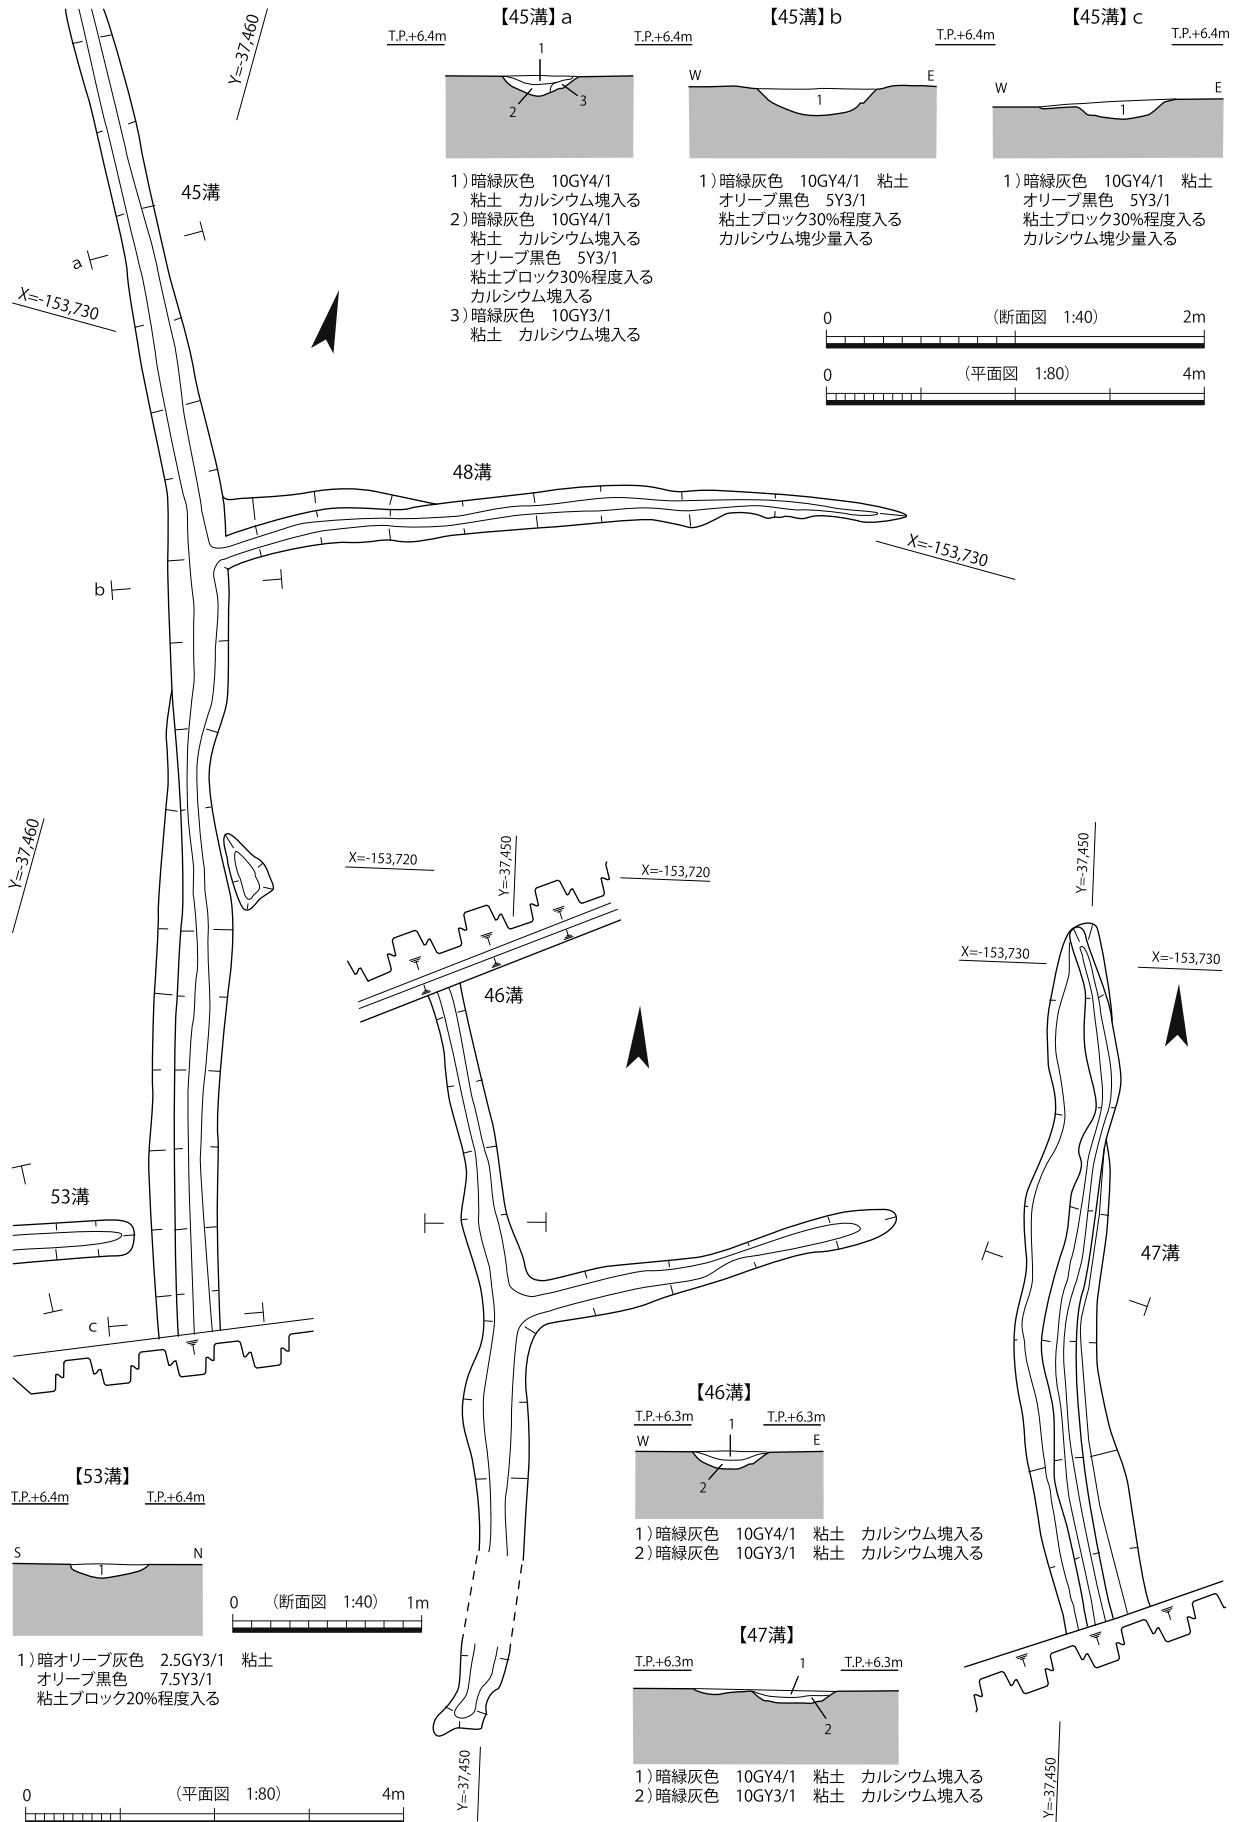 【45溝】a
T.P.+6.4m
T.P.+6.4m
1
2
3
1）暗緑灰色　10GY4/1
粘土　カルシウム塊入る
2）暗緑灰色　10GY4/1
粘土　カルシウム塊入る
オリーブ黒色　5Y3/1
粘土ブロック30%程度入る
カルシウム塊入る
3）暗緑灰色　10GY3/1
粘土　カルシウム塊入る
【45溝】b
W
E
1
1）暗緑灰色　10GY4/1　粘土
オリーブ黒色　5Y3/1
粘土ブロック30%程度入る
カルシウム塊少量入る
【45溝】c
T.P.+6.4m
T.P.+6.4m
W
E
1
1）暗緑灰色　10GY4/1　粘土
オリーブ黒色　5Y3/1
粘土ブロック30%程度入る
カルシウム塊少量入る
0　（断面図　1:40）　2m
0　（平面図　1:80）　4m
Y=-37,460
45溝
a
X=-153,730
48溝
X=-153,730
b
Y=-37,460
53溝
c
X=-153,720
Y=-37,450
X=-153,720
46溝
Y=-37,450
Y=-37,450
X=-153,730
X=-153,730
47溝
Y=-37,450
【53溝】
T.P.+6.4m
T.P.+6.4m
S
N
1
1）暗オリーブ灰色　2.5GY3/1　粘土
オリーブ黒色　7.5Y3/1
粘土ブロック20%程度入る
0　（断面図　1:40）　1m
0　（平面図　1:80）　4m
【46溝】
T.P.+6.3m
T.P.+6.3m
W
E
1
2
1）暗緑灰色　10GY4/1　粘土　カルシウム塊入る
2）暗緑灰色　10GY3/1　粘土　カルシウム塊入る
【47溝】
T.P.+6.3m
T.P.+6.3m
1
2
1）暗緑灰色　10GY4/1　粘土　カルシウム塊入る
2）暗緑灰色　10GY3/1　粘土　カルシウム塊入る